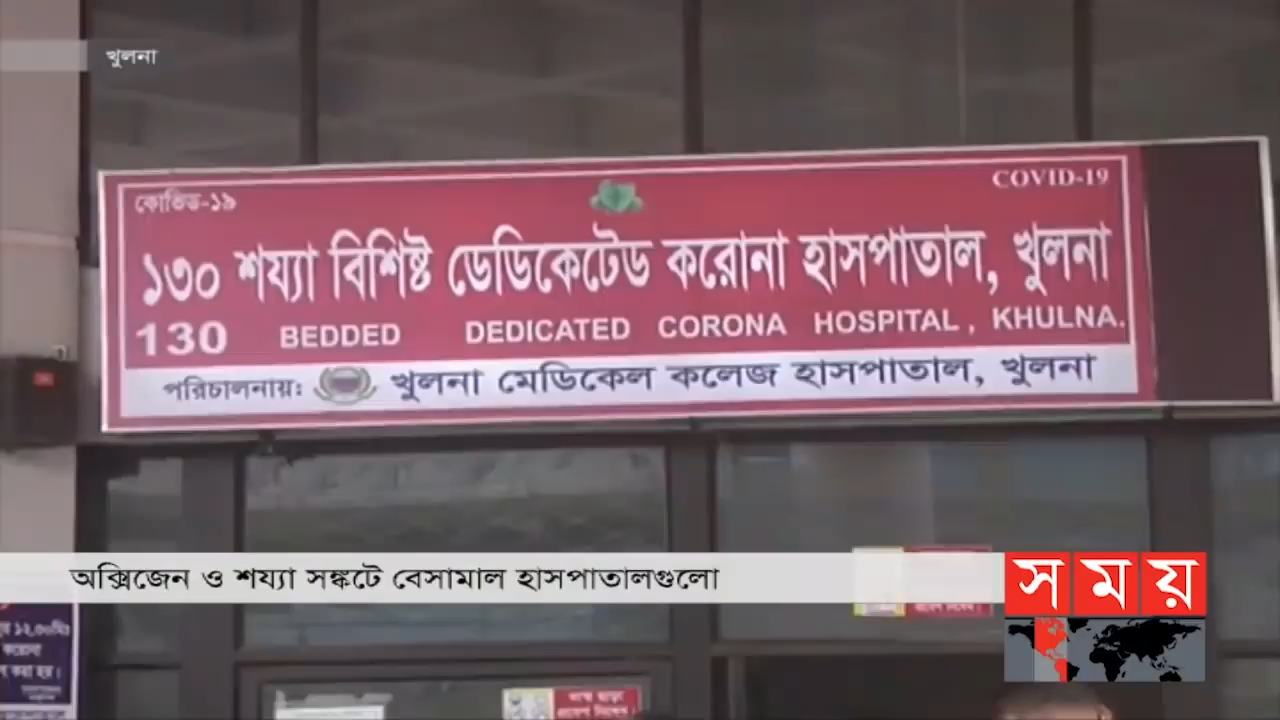 খুলনা
কোভিড-১৯
COVID-19
১৩০ শয্যা বিশিষ্ট ডেডিকেটেড করোনা হাসপাতাল, খুলনা
130 BEDDED DEDICATED CORONA HOSPITAL, KHULNA.
পরিচালনায়: খুলনা মেডিকেল কলেজ হাসপাতাল, খুলনা
অক্সিজেন ও শয্যা সঙ্কটে বেসামাল হাসপাতালগুলো
সময়
করোনা